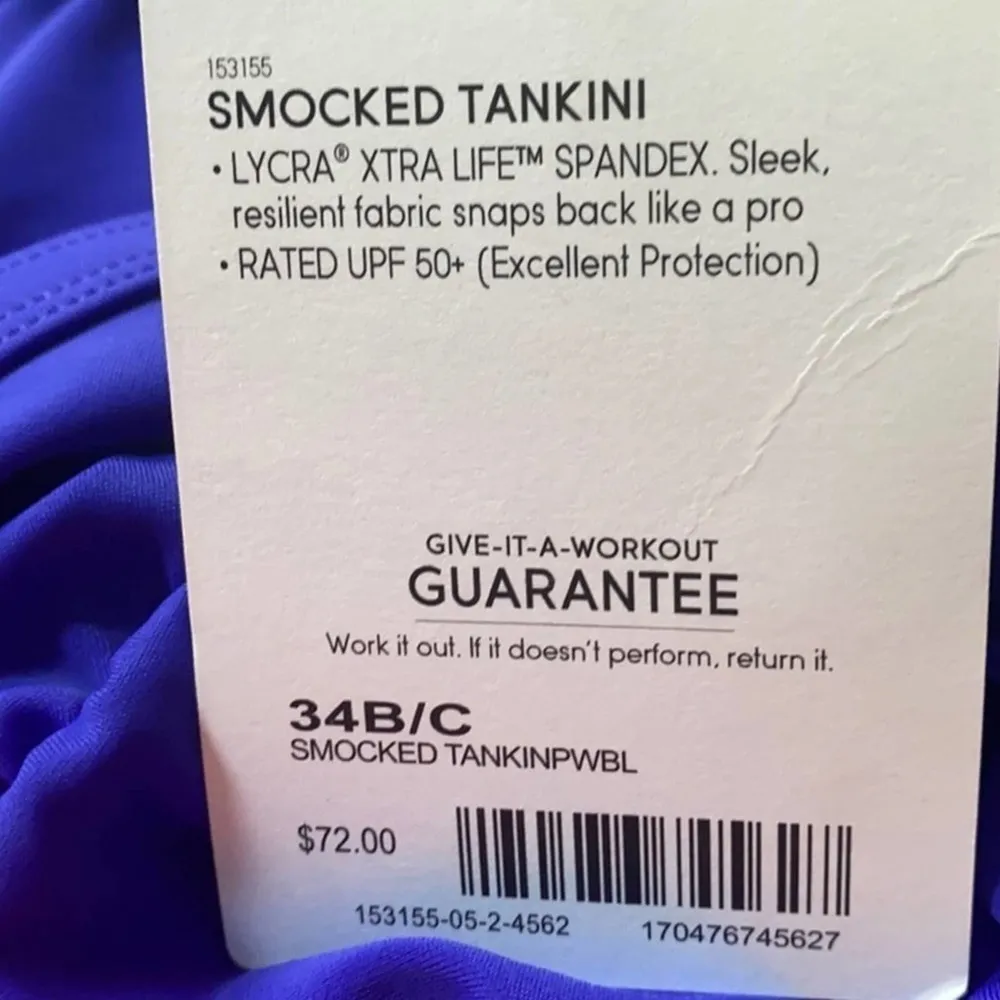 153155
SMOCKED TANKINI
• LYCRA® XTRA LIFE™ SPANDEX. Sleek,
resilient fabric snaps back like a pro
• RATED UPF 50+ (Excellent Protection)
GIVE-IT-A-WORKOUT
GUARANTEE
Work it out. If it doesn't perform, return it.
34B/C
SMOCKED TANKINPWBL
$72.00
153155-05-2-4562 170476745627